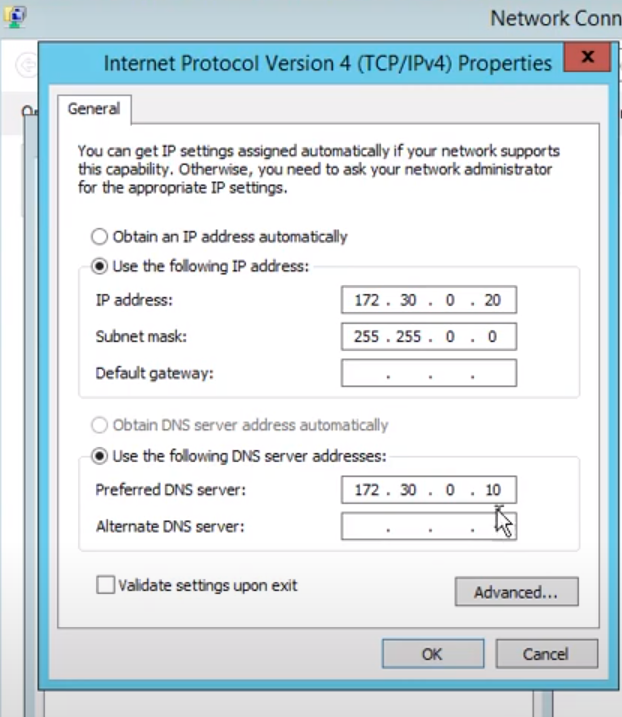 Network Conn
Internet Protocol Version 4 (TCP/IPv4) Properties
x
General
You can get IP settings assigned automatically if your network supports
this capability. Otherwise, you need to ask your network administrator
for the appropriate IP settings.
Obtain an IP address automatically
Use the following IP address:
IP address: 172 . 30 . 0 . 20
Subnet mask: 255 . 255 . 0 . 0
Default gateway: . . .
Obtain DNS server address automatically
Use the following DNS server addresses:
Preferred DNS server: 172 . 30 . 0 . 10
Alternate DNS server: . . .
Validate settings upon exit
Advanced...
OK Cancel